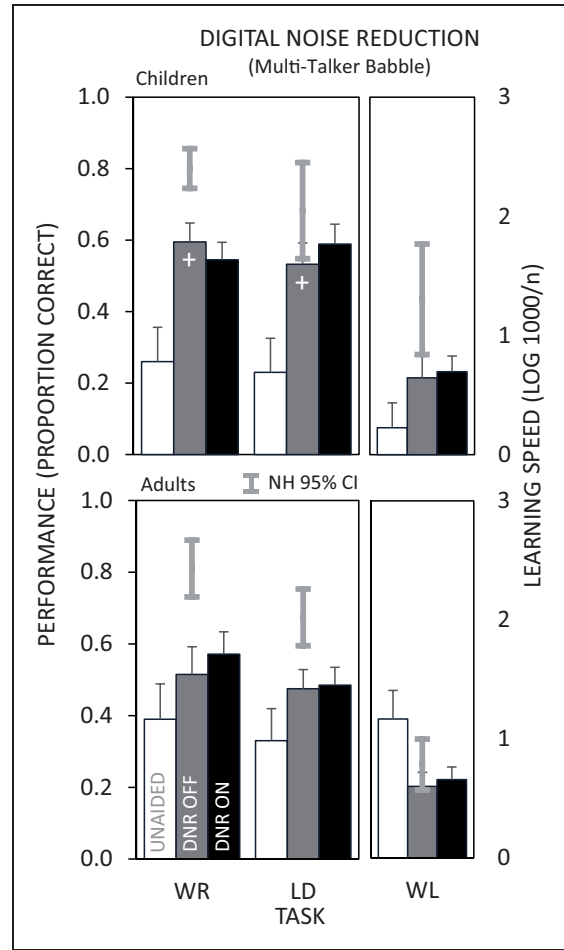 DIGITAL NOISE REDUCTION
(Multi-Talker Babble)
Children
1.0
0.8
0.6
0.4
0.2
0.0
3
2
1
0
+
+
PERFORMANCE (PROPORTION CORRECT)
LEARNING SPEED (LOG 1000/n)
Adults
NH 95% CI
1.0
0.8
0.6
0.4
0.2
0.0
3
2
1
0
UNAIDED
DNR OFF
DNR ON
WR
LD
WL
TASK